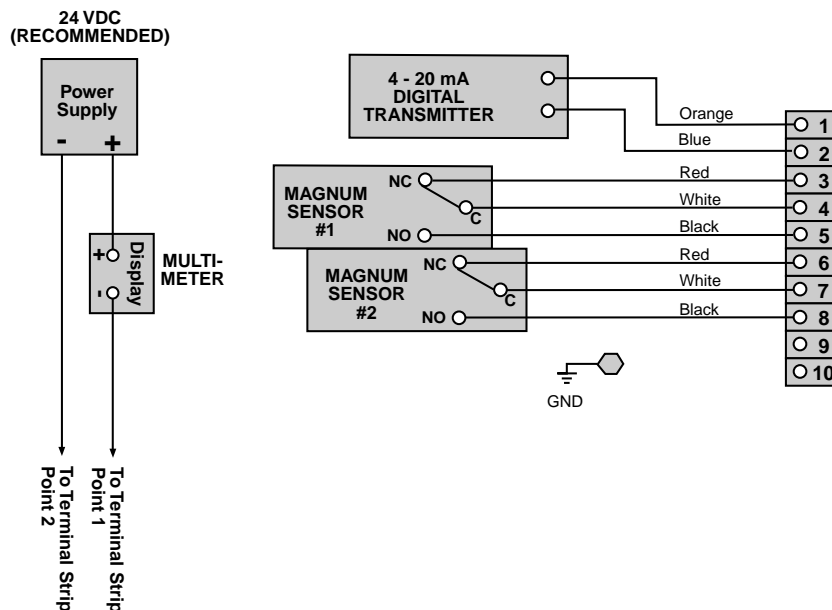 24 VDC
(RECOMMENDED)
Power
Supply
- +
+
-
Display
MULTI-
METER
To Terminal Strip
Point 2
To Terminal Strip
Point 1
4 - 20 mA
DIGITAL
TRANSMITTER
Orange
Blue
MAGNUM
SENSOR
#1
NC
C
NO
Red
White
Black
MAGNUM
SENSOR
#2
NC
C
NO
Red
White
Black
1
2
3
4
5
6
7
8
9
10
GND